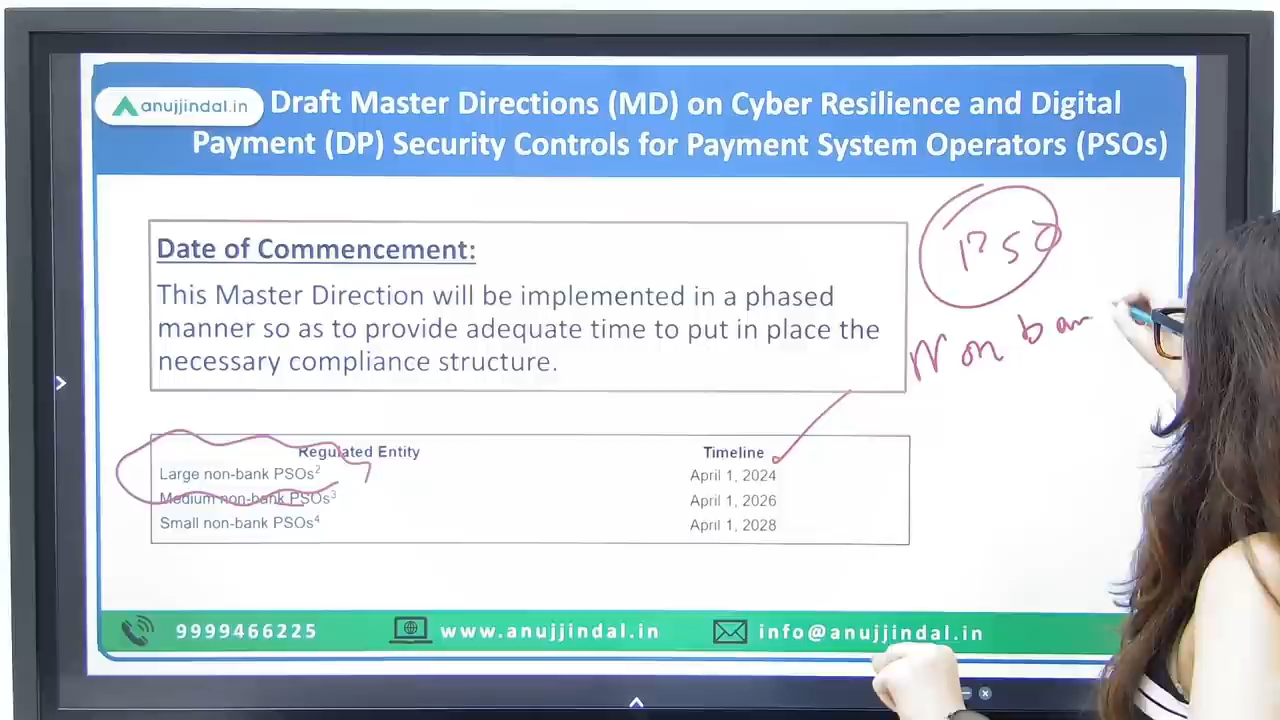 anujjindal.in
Draft Master Directions (MD) on Cyber Resilience and Digital
Payment (DP) Security Controls for Payment System Operators (PSOs)
Date of Commencement:
This Master Direction will be implemented in a phased
manner so as to provide adequate time to put in place the
necessary compliance structure.
PSO
Non ban
Regulated Entity Timeline
Large non-bank PSOs² April 1, 2024
Medium non-bank PSOs³ April 1, 2026
Small non-bank PSOs⁴ April 1, 2028
9999466225 www.anujjindal.in info@anujjindal.in